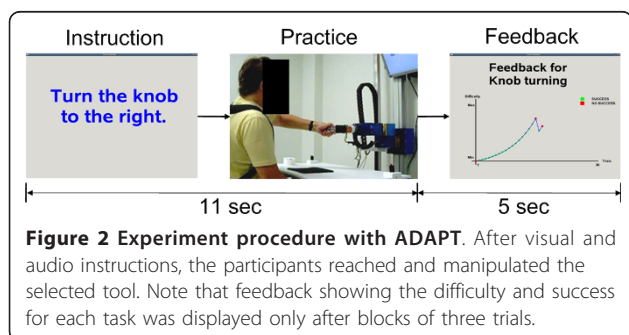 Instruction
Practice
Feedback
Turn the knob
to the right.
Feedback for
Knob turning
Difficulty
Max
Min
SUCCESS
NO SUCCESS
Trials
11 sec
5 sec
Figure 2 Experiment procedure with ADAPT. After visual and
audio instructions, the participants reached and manipulated the
selected tool. Note that feedback showing the difficulty and success
for each task was displayed only after blocks of three trials.